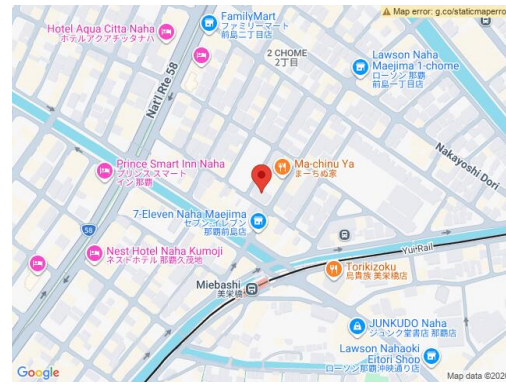 Map error: g.co/staticmaperro
Hotel Aqua Citta Naha
ホテルアクアチッタナハ
FamilyMart
ファミリーマート
前島二丁目店
2 CHOME
2丁目
Lawson Naha
Maejima 1-chome
ローソン 那覇
前島一丁目店
Nat'l Rte 58
Nakayoshi Dori
Prince Smart Inn Naha
プリンス スマート
イン 那覇
Ma-chinu Ya
まーちぬ家
7-Eleven Naha Maejima
セブン-イレブン
那覇前島店
58
Nest Hotel Naha Kumoji
ネストホテル 那覇久茂地
Yui Rail
Torikizoku
鳥貴族 美栄橋店
Miebashi
美栄橋
JUNKUDO Naha
ジュンク堂書店 那覇店
Lawson Nahaoki
Eitori Shop
ローソン那覇沖映通り店
Google
Map data ©2026